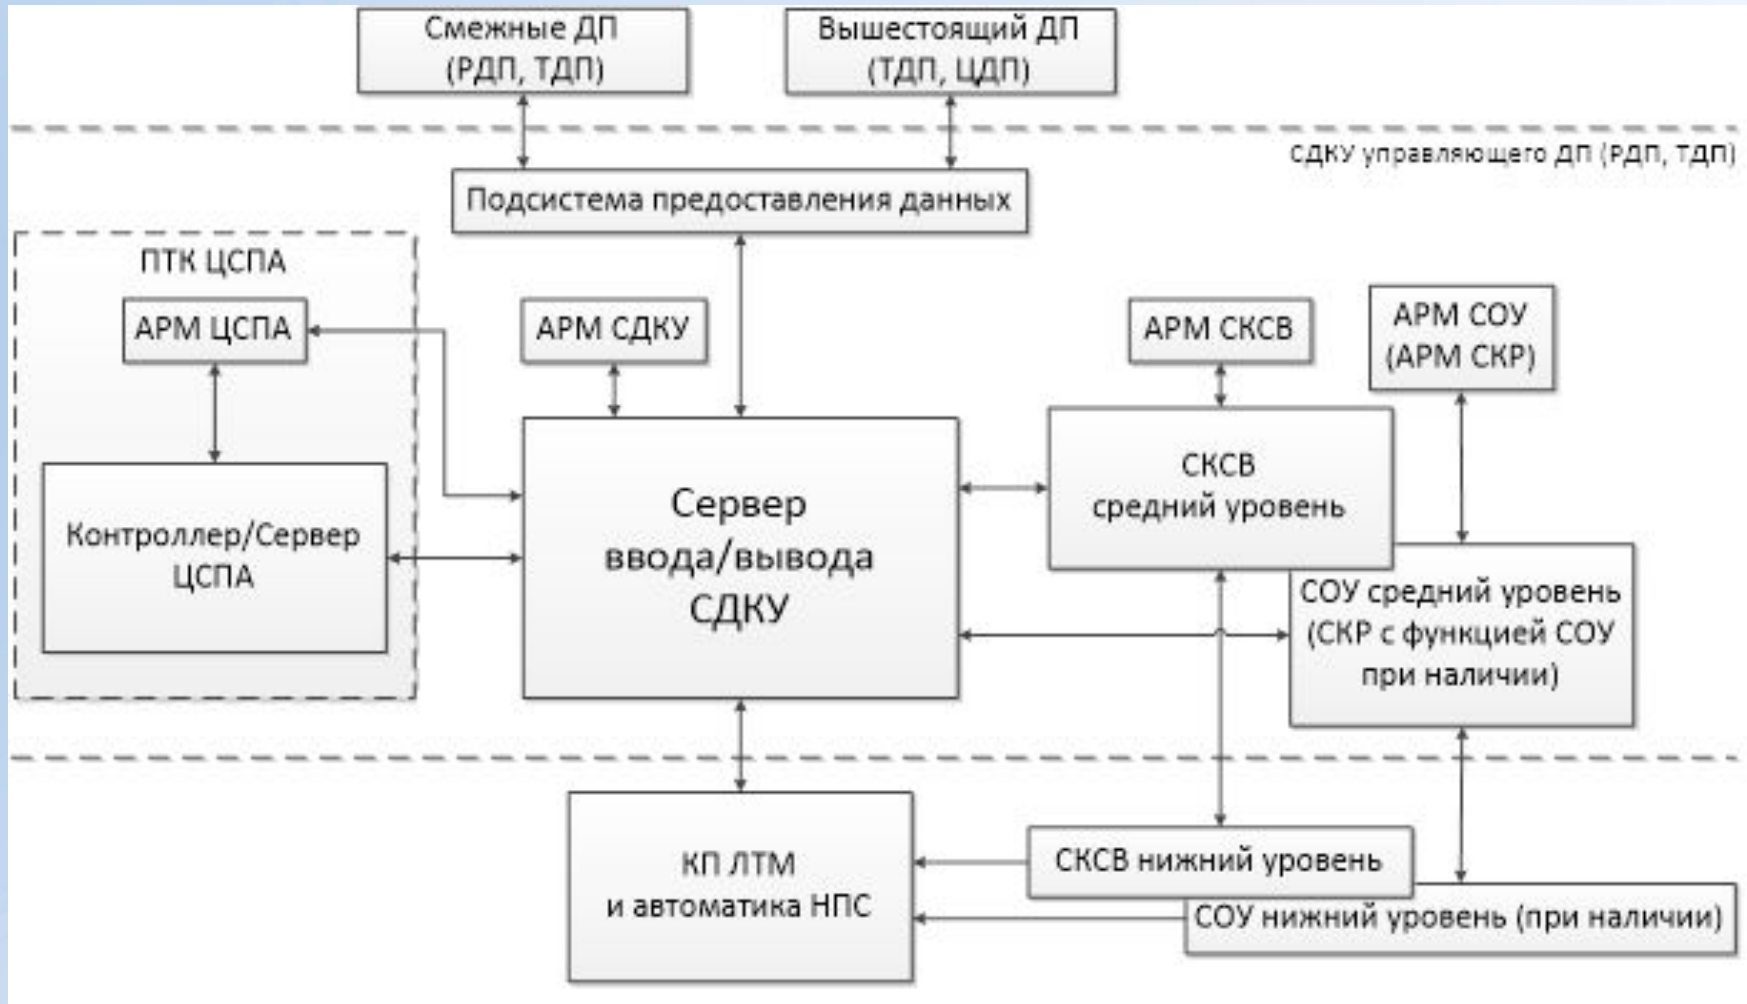 Смежные ДП
(РДП, ТДП)
Вышестоящий ДП
(ТДП, ЦДП)
СДКУ управляющего ДП (РДП, ТДП)
Подсистема предоставления данных
ПТК ЦСПА
АРМ ЦСПА
АРМ СДКУ
АРМ СКСВ
АРМ СОУ
(АРМ СКР)
Контроллер/Сервер
ЦСПА
Сервер
ввода/вывода
СДКУ
СКСВ
средний уровень
СОУ средний уровень
(СКР с функцией СОУ
при наличии)
КП ЛТМ
и автоматика НПС
СКСВ нижний уровень
СОУ нижний уровень (при наличии)